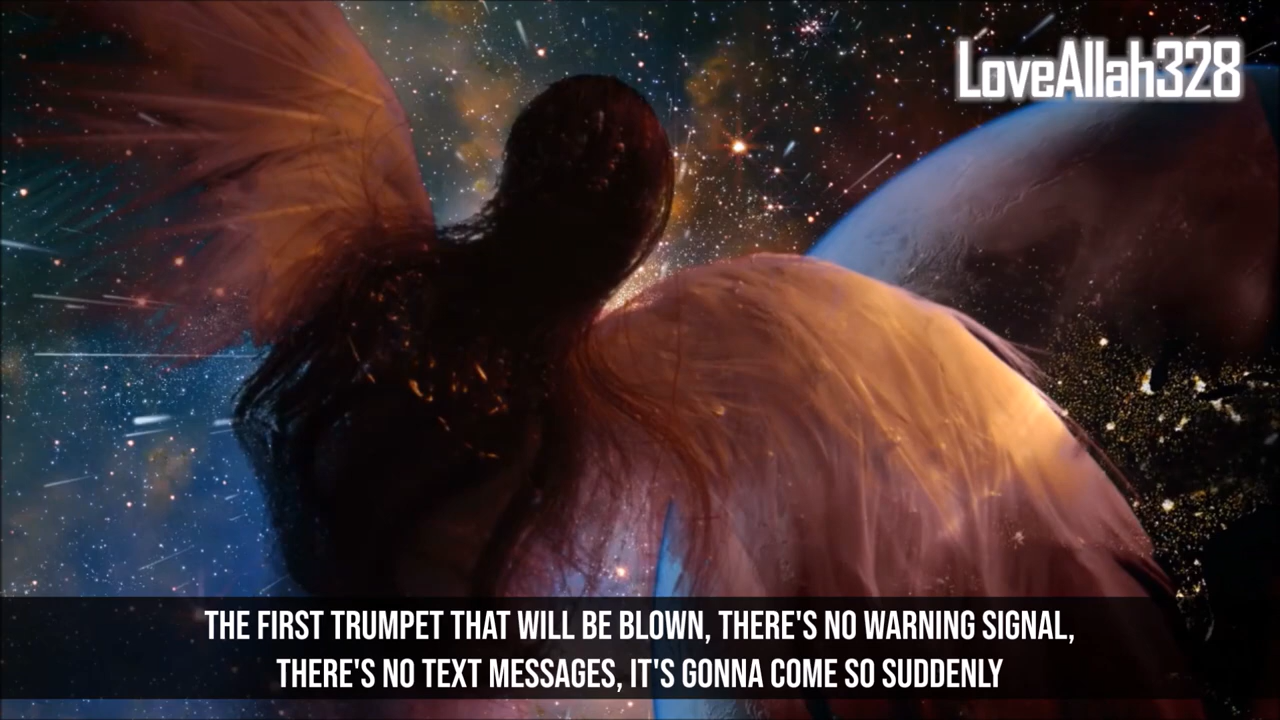 LoveAllah328
THE FIRST TRUMPET THAT WILL BE BLOWN, THERE'S NO WARNING SIGNAL,
THERE'S NO TEXT MESSAGES, IT'S GONNA COME SO SUDDENLY